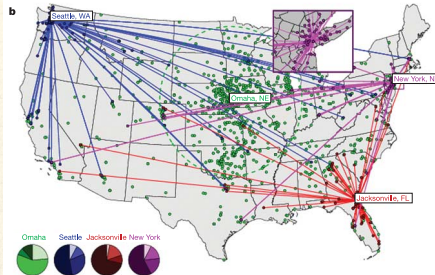 b
Seattle, WA
New York, N
Omaha, NE
Jacksonville, FL
Omaha Seattle Jacksonville New York